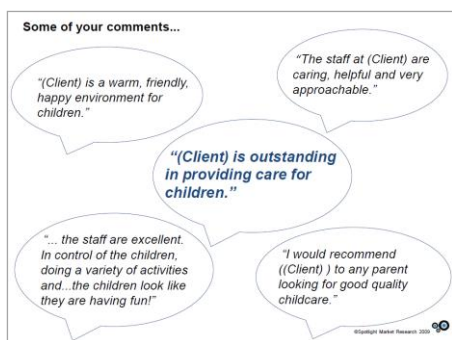 Some of your comments...
“(Client) is a warm, friendly,
happy environment for
children.”
“The staff at (Client) are
caring, helpful and very
approachable.”
“(Client) is outstanding
in providing care for
children.”
“... the staff are excellent.
In control of the children,
doing a variety of activities
and...the children look like
they are having fun!”
“I would recommend
((Client) ) to any parent
looking for good quality
childcare.”
©Spotlight Market Research 2009